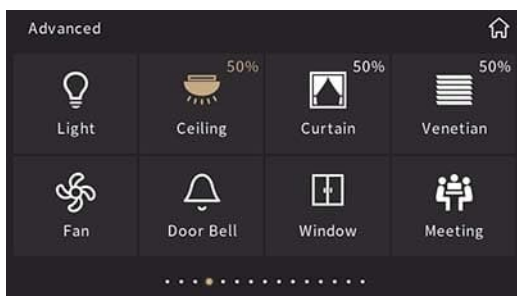 Advanced
50% 50% 50%
Light Ceiling Curtain Venetian
Fan Door Bell Window Meeting